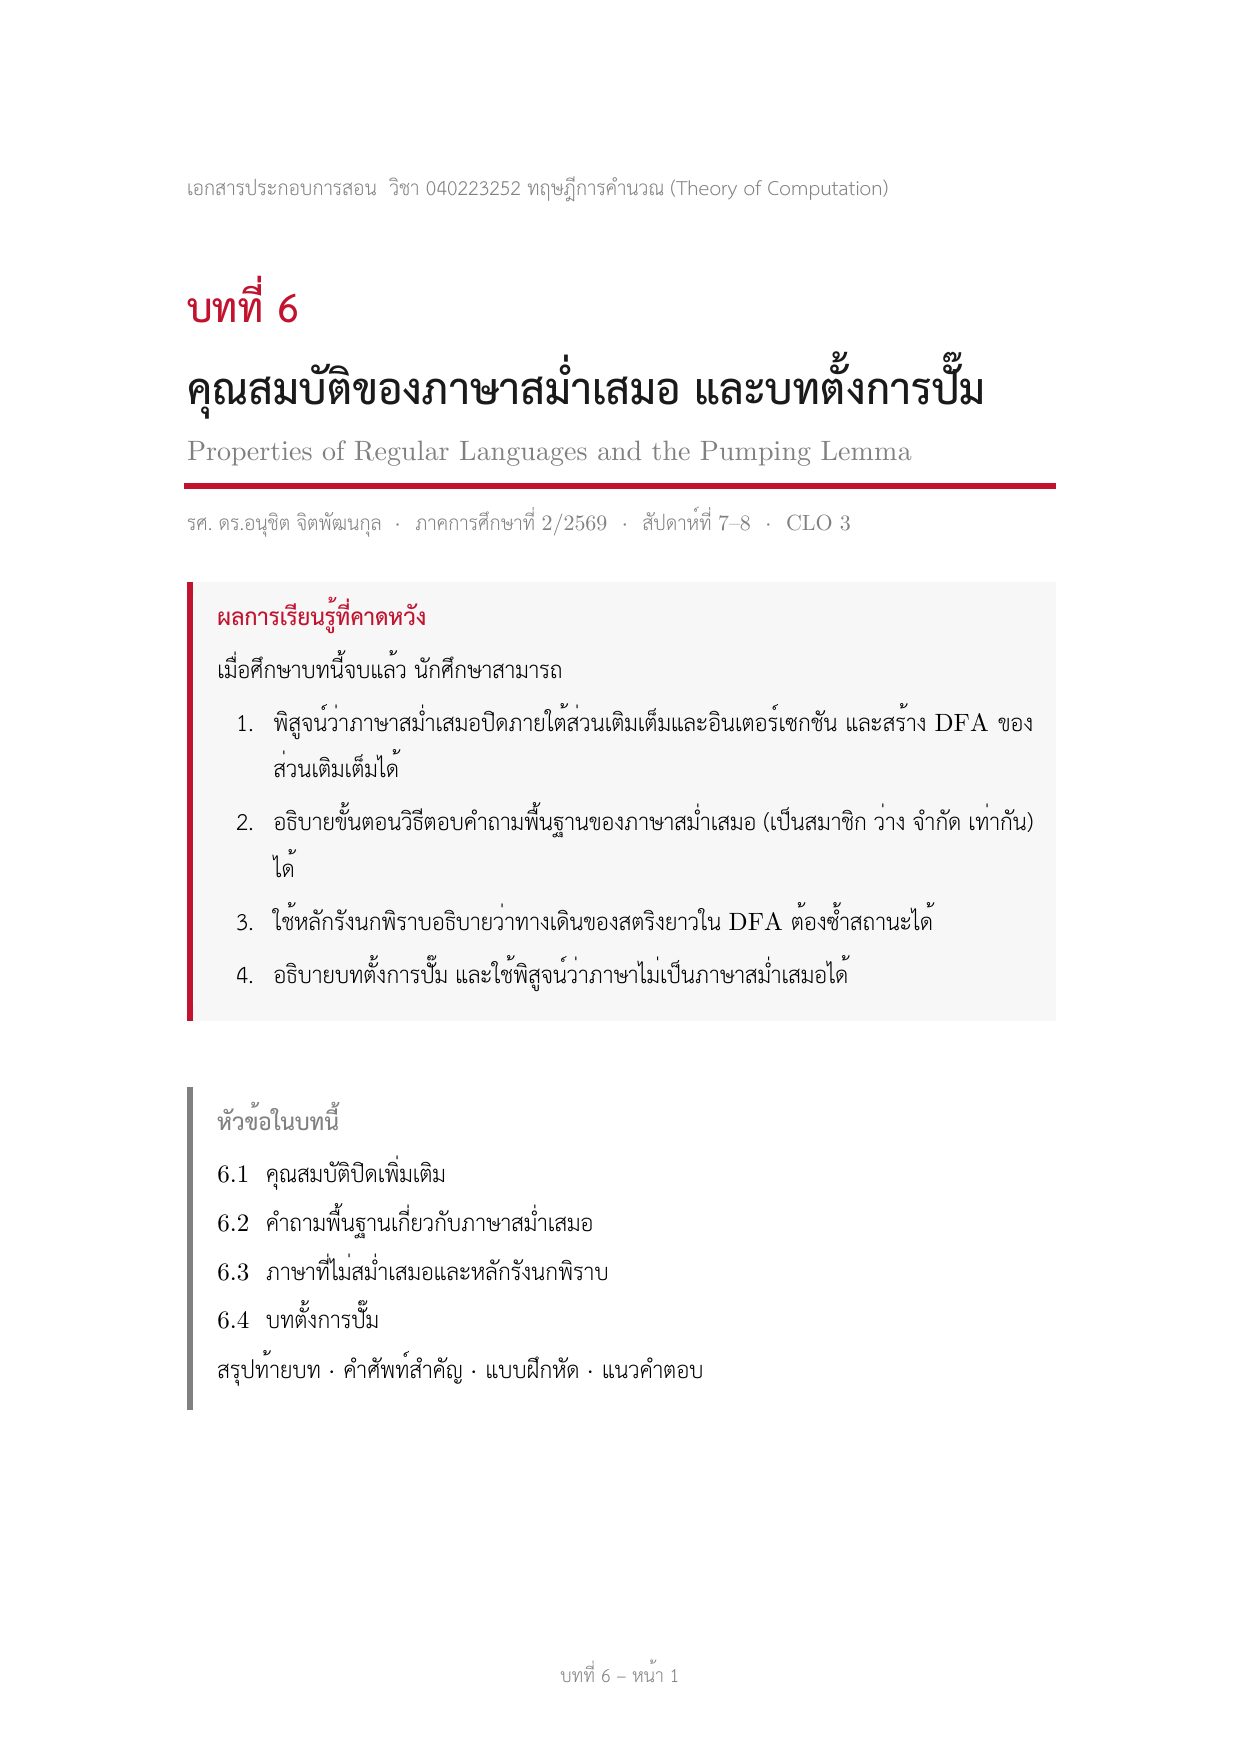 เอกสารประกอบการสอน วิชา 040223252 ทฤษฎีการคำนวณ (Theory of Computation)
บทที่ 6
คุณสมบัติของภาษาสม่ำเสมอ และบทตั้งการปั๊ม
Properties of Regular Languages and the Pumping Lemma
รศ. ดร.อนุชิต จิตพัฒนกุล · ภาคการศึกษาที่ 2/2569 · สัปดาห์ที่ 7–8 · CLO 3
ผลการเรียนรู้ที่คาดหวัง
เมื่อศึกษาบทนี้จบแล้ว นักศึกษาสามารถ
1. พิสูจน์ว่าภาษาสม่ำเสมอปิดภายใต้ส่วนเติมเต็มและอินเตอร์เซกชัน และสร้าง DFA ของ
ส่วนเติมเต็มได้
2. อธิบายขั้นตอนวิธีตอบคำถามพื้นฐานของภาษาสม่ำเสมอ (เป็นสมาชิก ว่าง จำกัด เท่ากัน)
ได้
3. ใช้หลักรังนกพิราบอธิบายว่าทางเดินของสตริงยาวใน DFA ต้องซ้ำสถานะได้
4. อธิบายบทตั้งการปั๊ม และใช้พิสูจน์ว่าภาษาไม่เป็นภาษาสม่ำเสมอได้
หัวข้อในบทนี้
6.1 คุณสมบัติปิดเพิ่มเติม
6.2 คำถามพื้นฐานเกี่ยวกับภาษาสม่ำเสมอ
6.3 ภาษาที่ไม่สม่ำเสมอและหลักรังนกพิราบ
6.4 บทตั้งการปั๊ม
สรุปท้ายบท · คำศัพท์สำคัญ · แบบฝึกหัด · แนวคำตอบ
บทที่ 6 – หน้า 1